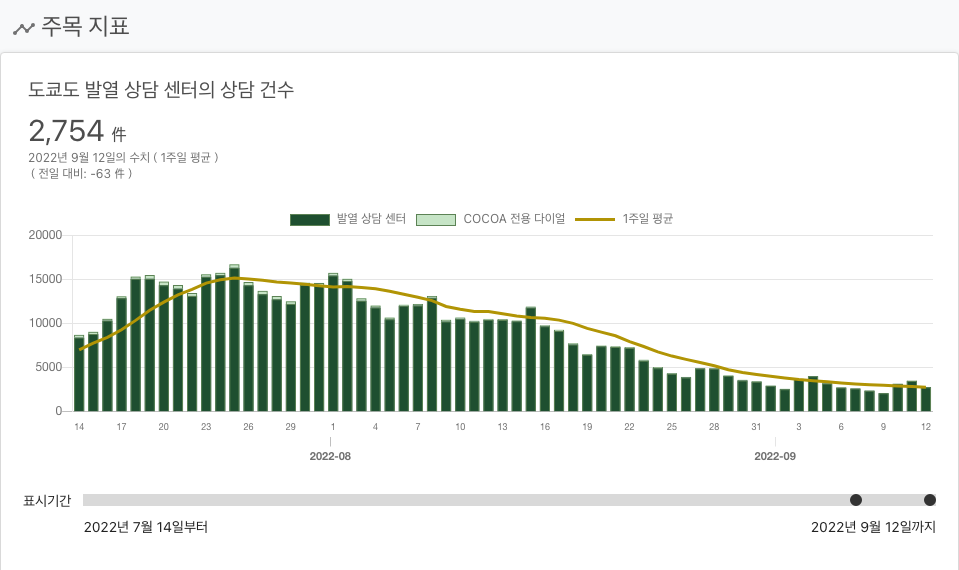 주목 지표
도쿄도 발열 상담 센터의 상담 건수
2,754 件
2022년 9월 12일의 수치 ( 1주일 평균 )
( 전일 대비: -63 件 )
발열 상담 센터 COCOA 전용 다이얼 1주일 평균
20000
15000
10000
5000
0
14 17 20 23 26 29 1 4 7 10 13 16 19 22 25 28 31 3 6 9 12
2022-08 2022-09
표시기간
2022년 7월 14일부터 2022년 9월 12일까지